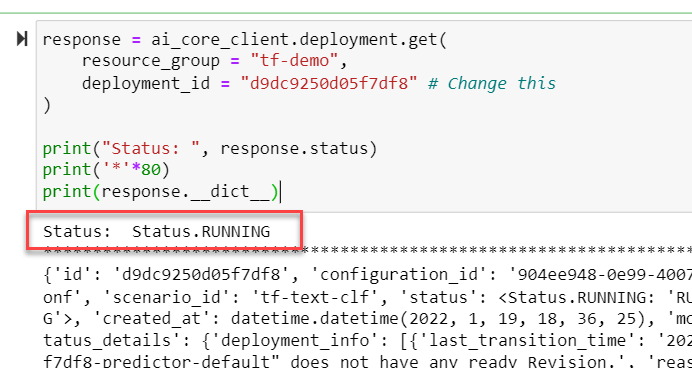 response = ai_core_client.deployment.get(
    resource_group = "tf-demo",
    deployment_id = "d9dc9250d05f7df8" # Change this
)
print("Status: ", response.status)
print('*'*80)
print(response.__dict__)
Status:  Status.RUNNING
********************************************************************************
{'id': 'd9dc9250d05f7df8', 'configuration_id': '904ee948-0e99-4007
onf', 'scenario_id': 'tf-text-clf', 'status': <Status.RUNNING: 'RU
G'>, 'created_at': datetime.datetime(2022, 1, 19, 18, 36, 25), 'mo
tatus_details': {'deployment_info': [{'last_transition_time': '202
f7df8-predictor-default" does not have any ready Revision.', 'reas